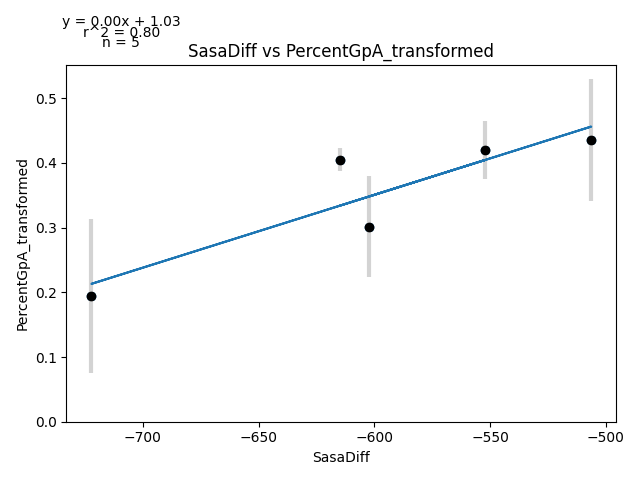 y = 0.00x + 1.03
r^2 = 0.80
n = 5
SasaDiff vs PercentGpA_transformed
PercentGpA_transformed
0.5
0.4
0.3
0.2
0.1
0.0
−700
−650
−600
−550
−500
SasaDiff